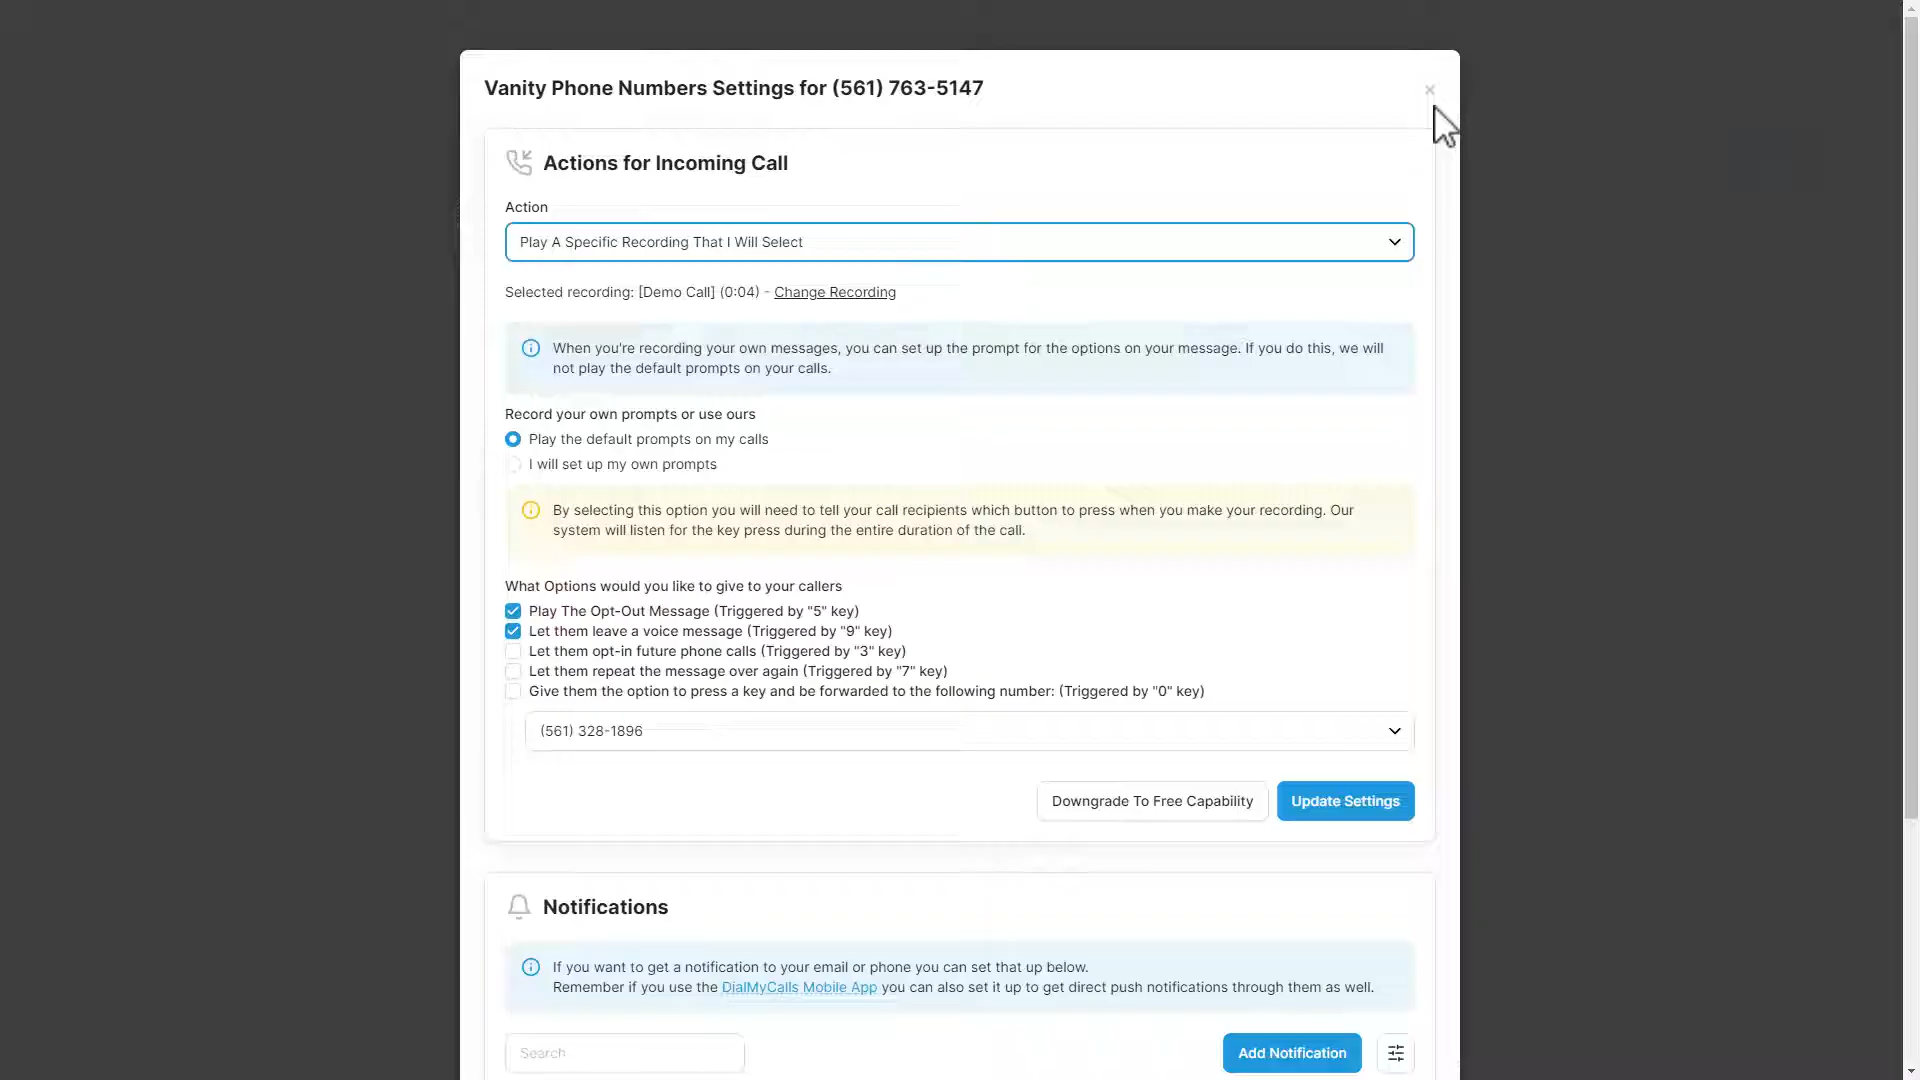 Vanity Phone Numbers Settings for (561) 763-5147
×
Actions for Incoming Call
Action
Play A Specific Recording That I Will Select
Selected recording: [Demo Call] (0:04) - Change Recording
When you're recording your own messages, you can set up the prompt for the options on your message. If you do this, we will
not play the default prompts on your calls.
Record your own prompts or use ours
Play the default prompts on my calls
I will set up my own prompts
By selecting this option you will need to tell your call recipients which button to press when you make your recording. Our
system will listen for the key press during the entire duration of the call.
What Options would you like to give to your callers
Play The Opt-Out Message (Triggered by "5" key)
Let them leave a voice message (Triggered by "9" key)
Let them opt-in future phone calls (Triggered by "3" key)
Let them repeat the message over again (Triggered by "7" key)
Give them the option to press a key and be forwarded to the following number: (Triggered by "0" key)
(561) 328-1896
Downgrade To Free Capability
Update Settings
Notifications
If you want to get a notification to your email or phone you can set that up below.
Remember if you use the DialMyCalls Mobile App you can also set it up to get direct push notifications through them as well.
Search
Add Notification